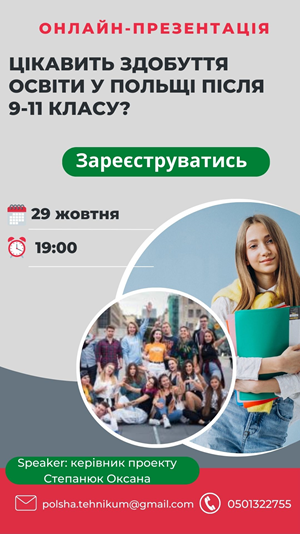 ОНЛАЙН-ПРЕЗЕНТАЦІЯ
ЦІКАВИТЬ ЗДОБУТТЯ
ОСВІТИ У ПОЛЬЩІ ПІСЛЯ
9-11 КЛАСУ?
Зареєструватись
29 жовтня
19:00
Speaker: керівник проекту
Степанюк Оксана
polsha.tehnikum@gmail.com
0501322755